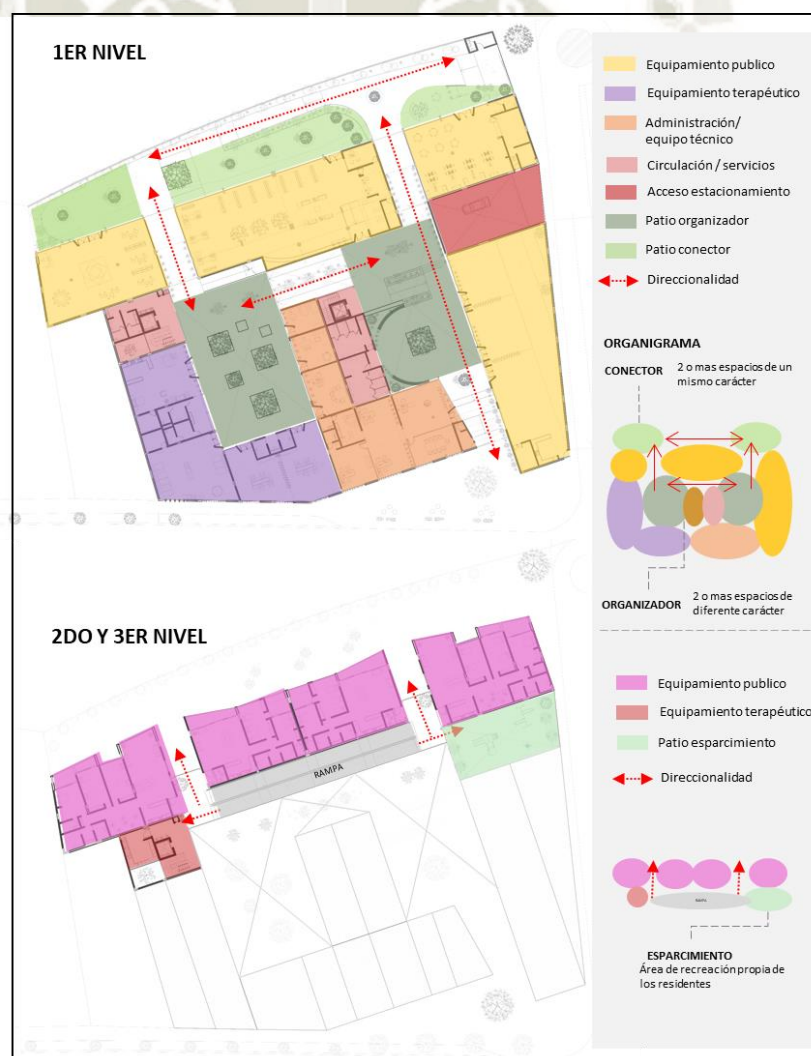 1ER NIVEL
Equipamiento publico
Equipamiento terapéutico
Administración/
equipo técnico
Circulación / servicios
Acceso estacionamiento
Patio organizador
Patio conector
Direccionalidad
ORGANIGRAMA
CONECTOR
2 o mas espacios de un
mismo carácter
ORGANIZADOR
2 o mas espacios de
diferente carácter
2DO Y 3ER NIVEL
RAMPA
Equipamiento publico
Equipamiento terapéutico
Patio esparcimiento
Direccionalidad
RAMPA
ESPARCIMIENTO
Área de recreación propia de
los residentes